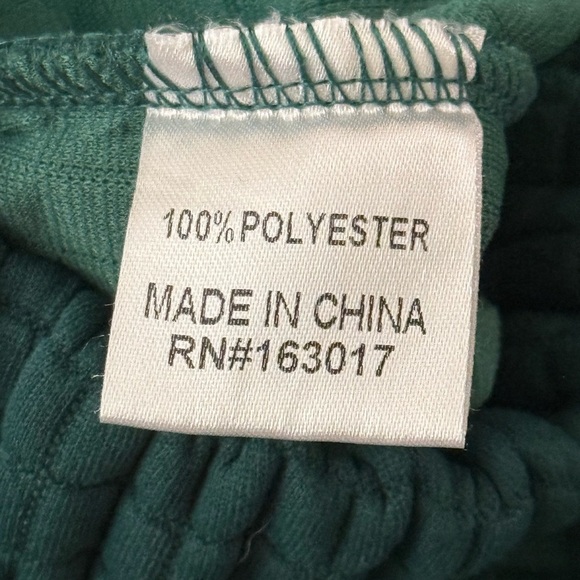 100% POLYESTER
MADE IN CHINA
RN#163017